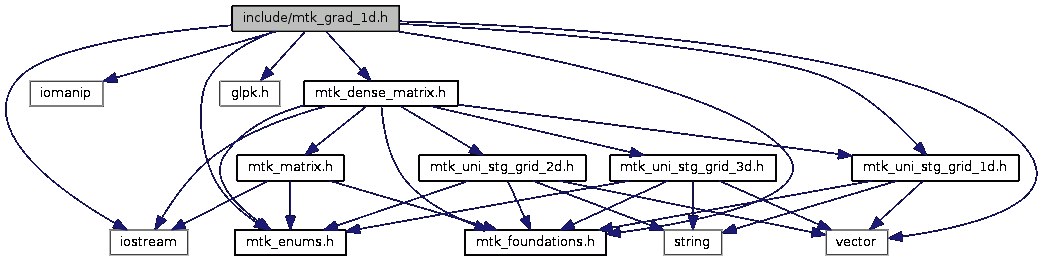 include/mtk_grad_1d.h
iomanip
glpk.h
mtk_dense_matrix.h
mtk_matrix.h
mtk_uni_stg_grid_2d.h
mtk_uni_stg_grid_3d.h
mtk_uni_stg_grid_1d.h
iostream
mtk_enums.h
mtk_foundations.h
string
vector